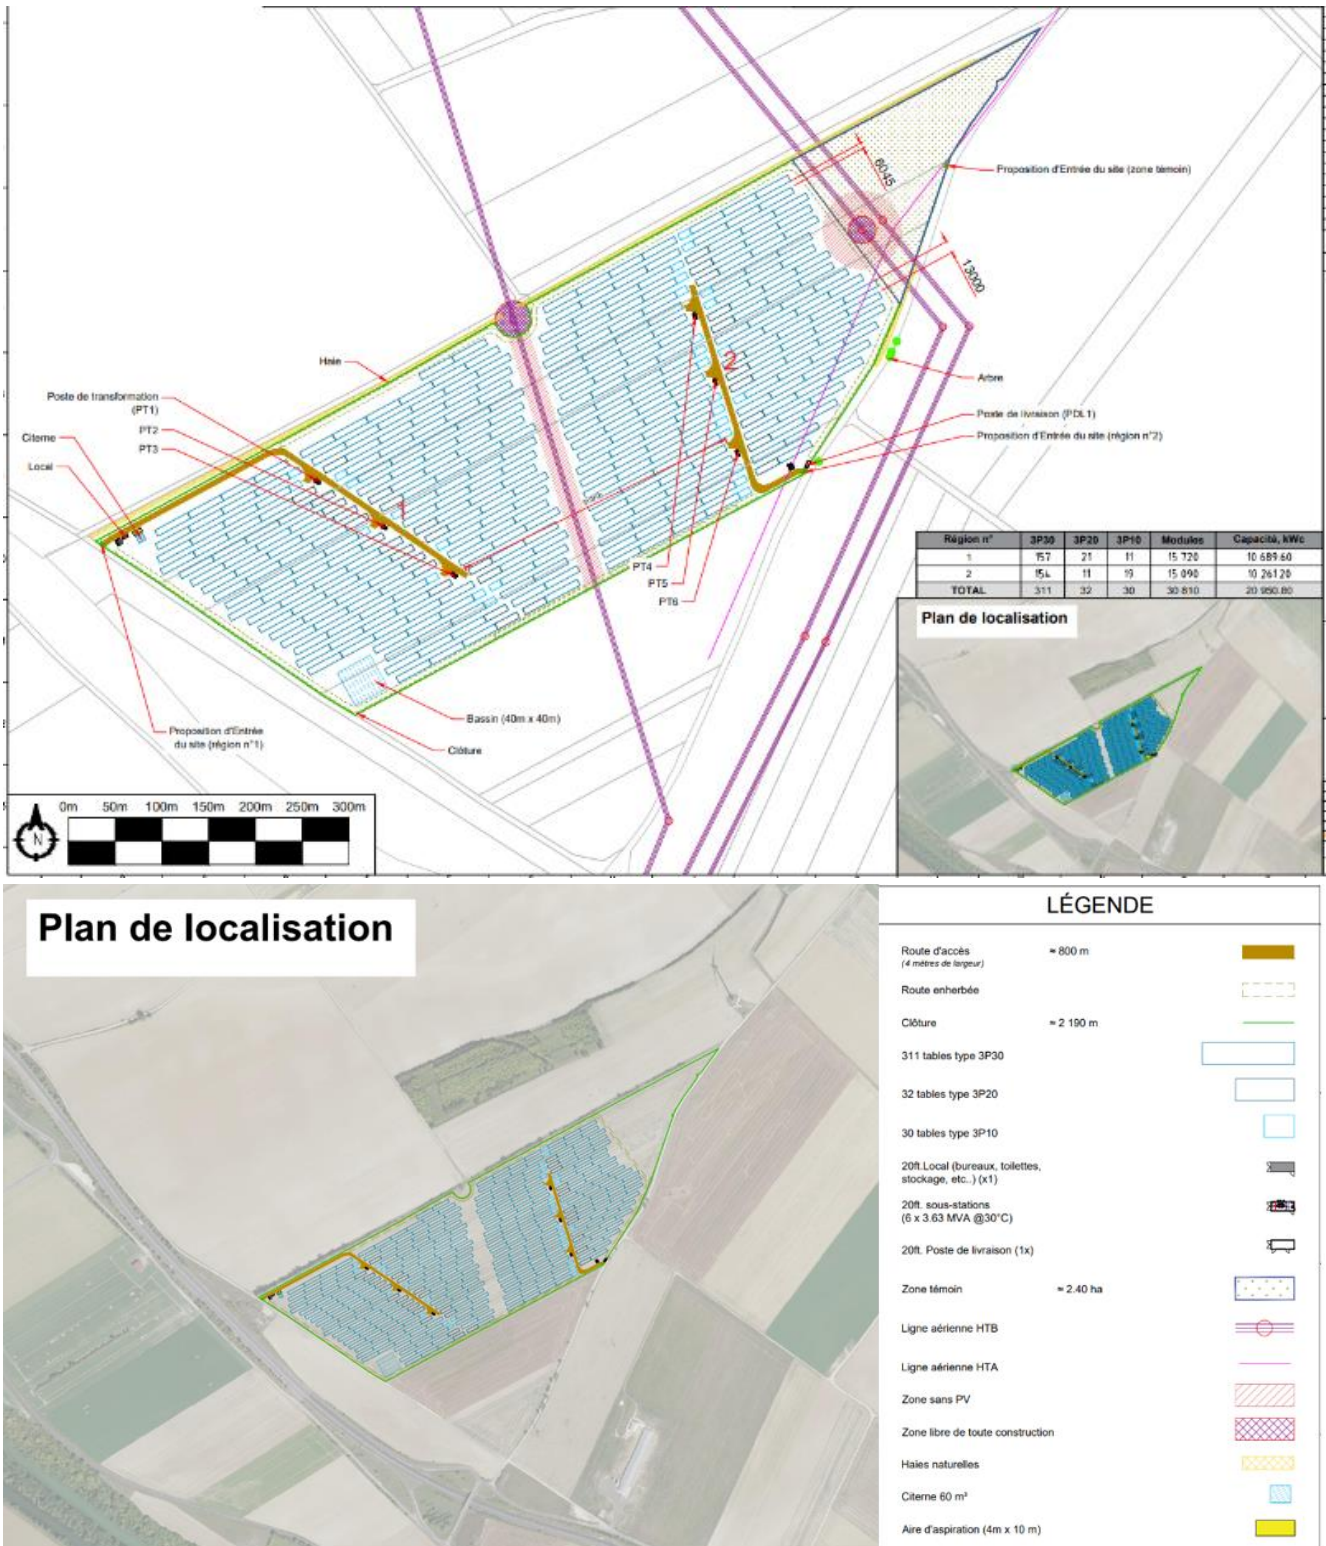 6045
Proposition d'Entrée du site (zone témoin)
13000
Haie
2
Arbre
Poste de transformation
(PT1)
PT2
Citerne
PT3
Local
Poste de livraison (PDL1)
Proposition d'Entrée du site (région n°2)
1
PT4
PT5
PT6
Région n° 3P30 3P20 3P10 Modules Capacité, kWc
1 157 21 11 15 720 10 689.60
2 154 11 19 15 090 10 261.20
TOTAL 311 32 30 30 810 20 950.80
Plan de localisation
Bassin (40m x 40m)
Proposition d'Entrée
du site (région n°1)
Clôture
0m 50m 100m 150m 200m 250m 300m
N
Plan de localisation
LÉGENDE
Route d'accès ≈ 800 m
(4 mètres de largeur)
Route enherbée
Clôture ≈ 2 190 m
311 tables type 3P30
32 tables type 3P20
30 tables type 3P10
20ft.Local (bureaux, toilettes,
stockage, etc..) (x1)
20ft. sous-stations
(6 x 3.63 MVA @30°C)
20ft. Poste de livraison (1x)
Zone témoin ≈ 2.40 ha
Ligne aérienne HTB
Ligne aérienne HTA
Zone sans PV
Zone libre de toute construction
Haies naturelles
Citerne 60 m³
Aire d'aspiration (4m x 10 m)